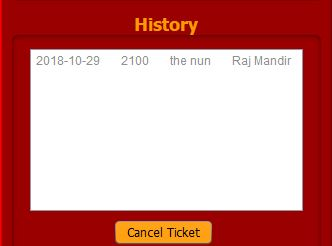 History
2018-10-29 2100 the nun Raj Mandir
Cancel Ticket